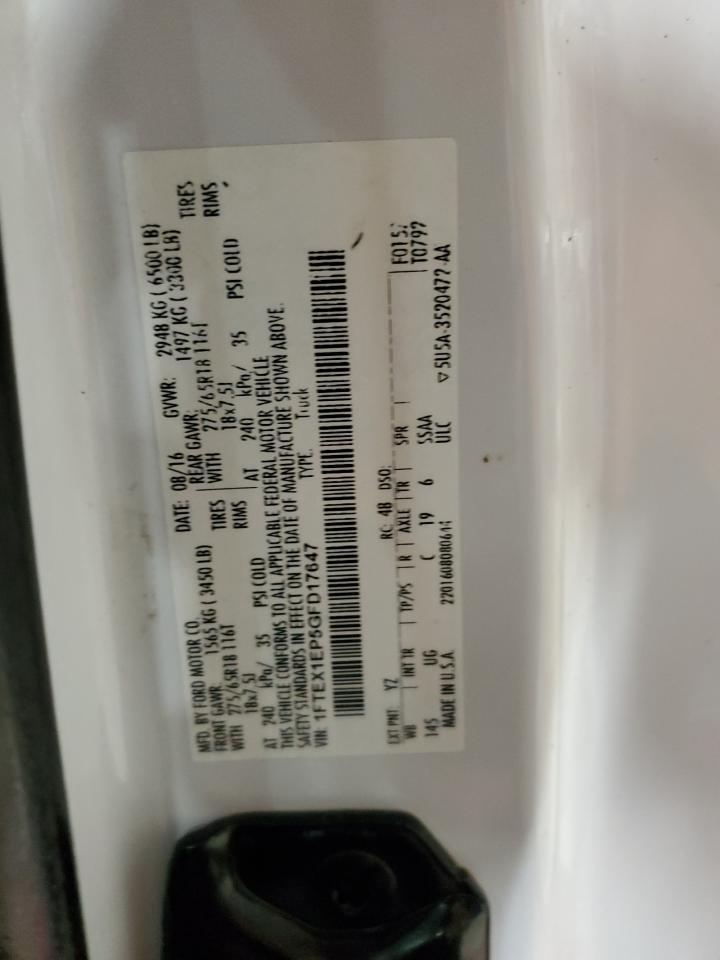 MFD. BY FORD MOTOR CO. DATE: 08/16 GVWR: 2948 KG ( 6500 LB)
FRONT GAWR: 1565 KG ( 3450 LB) REAR GAWR: 1497 KG ( 3300 LB)
WITH 275/65R18 116T TIRES WITH 275/65R18 116T TIRES
18x7.5J RIMS 18x7.5J RIMS
AT 240 kPa/ 35 PSI COLD AT 240 kPa/ 35 PSI COLD
THIS VEHICLE CONFORMS TO ALL APPLICABLE FEDERAL MOTOR VEHICLE
SAFETY STANDARDS IN EFFECT ON THE DATE OF MANUFACTURE SHOWN ABOVE.
VIN: 1FTEX1EP5GFD17647 TYPE: Truck
EXT PNT: YZ RC: 48 DSO: F0157
WB INT TR TP/PS R AXLE TR SPR T0797
145 UG C 19 6 SSAA
MADE IN U.S.A. ULC 5U5A-3520472-AA